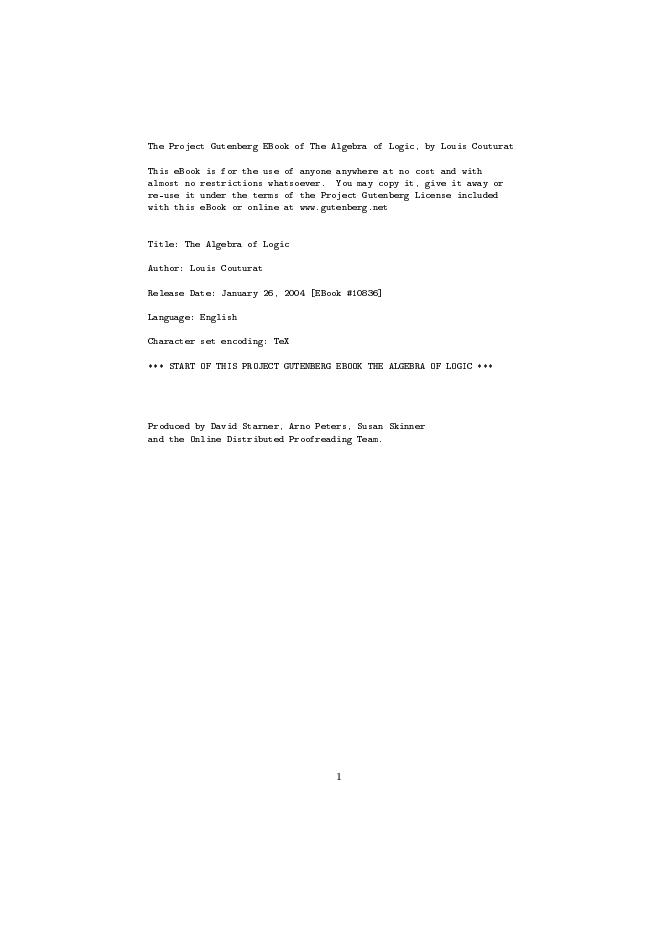 The Project Gutenberg EBook of The Algebra of Logic, by Louis Couturat
This eBook is for the use of anyone anywhere at no cost and with
almost no restrictions whatsoever.  You may copy it, give it away or
re-use it under the terms of the Project Gutenberg License included
with this eBook or online at www.gutenberg.net
Title: The Algebra of Logic
Author: Louis Couturat
Release Date: January 26, 2004 [EBook #10836]
Language: English
Character set encoding: TeX
*** START OF THIS PROJECT GUTENBERG EBOOK THE ALGEBRA OF LOGIC ***
Produced by David Starner, Arno Peters, Susan Skinner
and the Online Distributed Proofreading Team.
1